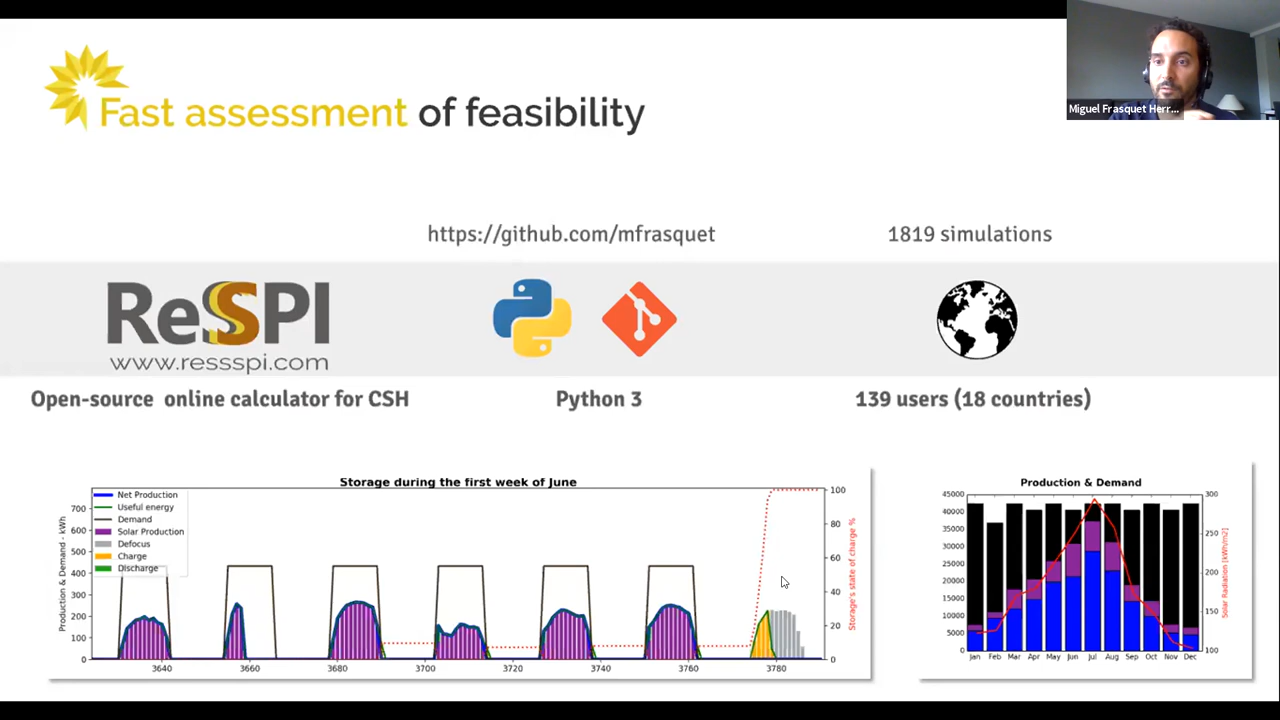 Miguel Frasquet Herr...
Fast assessment of feasibility
https://github.com/mfrasquet
1819 simulations
ReSSPI
www.ressspi.com
Open-source online calculator for CSH
Python 3
139 users (18 countries)
Storage during the first week of June
Net Production
Useful energy
Demand
Solar Production
Defocus
Charge
Discharge
Production & Demand - kWh
700
600
500
400
300
200
100
0
3640 3660 3680 3700 3720 3740 3760 3780
100
80
60
40
20
0
Storage's state of charge %
Production & Demand
45000
40000
35000
30000
25000
20000
15000
10000
5000
0
Jan Feb Mar Apr May Jun Jul Aug Sep Oct Nov Dec
300
250
200
150
100
Solar Radiation [kWh/m2]